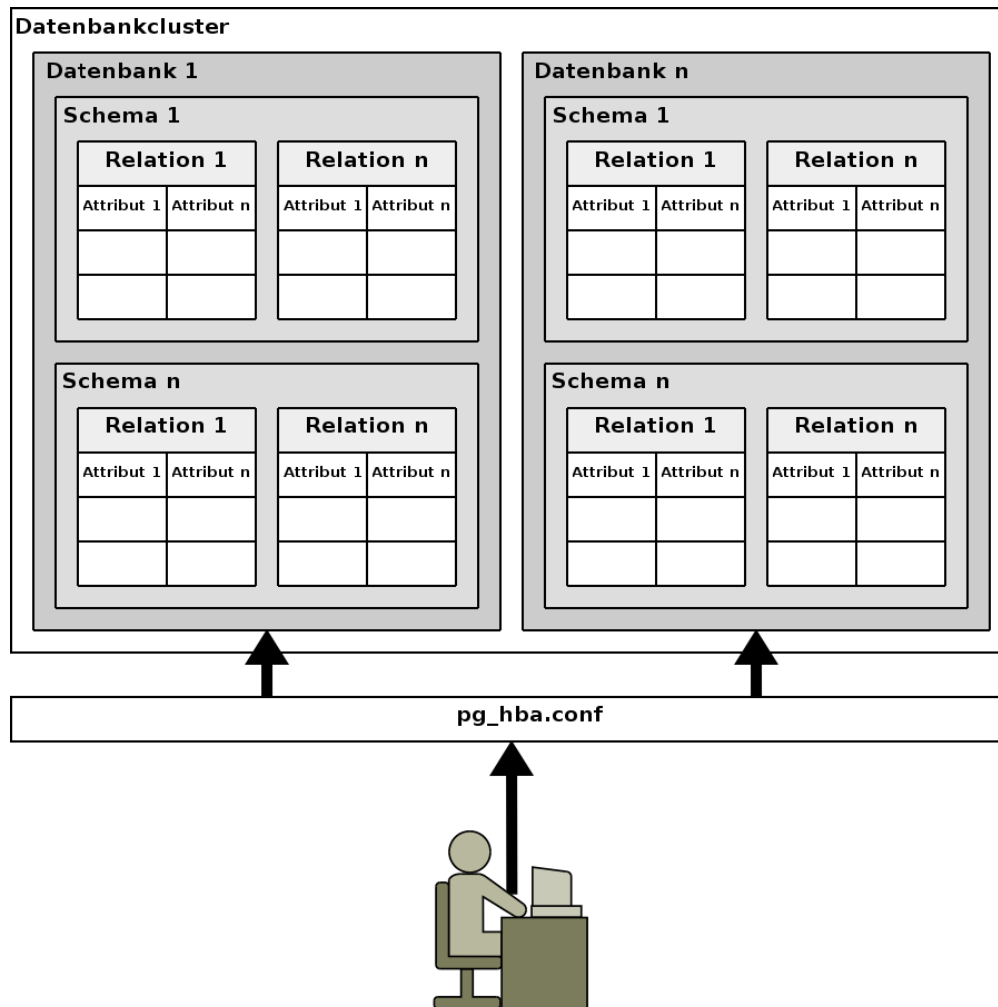 Datenbankcluster
Datenbank 1
Schema 1
Relation 1
Attribut 1 Attribut n
Relation n
Attribut 1 Attribut n
Schema n
Relation 1
Attribut 1 Attribut n
Relation n
Attribut 1 Attribut n
Datenbank n
Schema 1
Relation 1
Attribut 1 Attribut n
Relation n
Attribut 1 Attribut n
Schema n
Relation 1
Attribut 1 Attribut n
Relation n
Attribut 1 Attribut n
pg_hba.conf